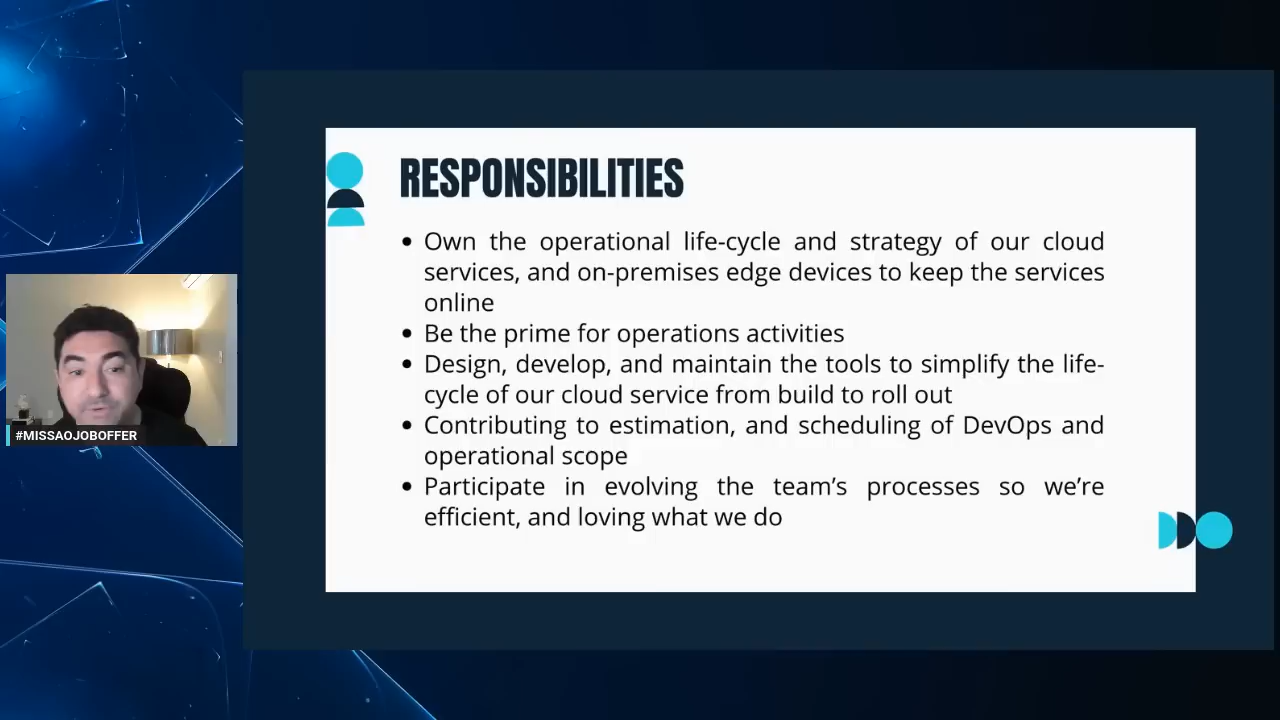 RESPONSIBILITIES
• Own the operational life-cycle and strategy of our cloud
services, and on-premises edge devices to keep the services
online
• Be the prime for operations activities
• Design, develop, and maintain the tools to simplify the life-
cycle of our cloud service from build to roll out
• Contributing to estimation, and scheduling of DevOps and
operational scope
• Participate in evolving the team's processes so we're
efficient, and loving what we do
#MISSAOJOBOFFER